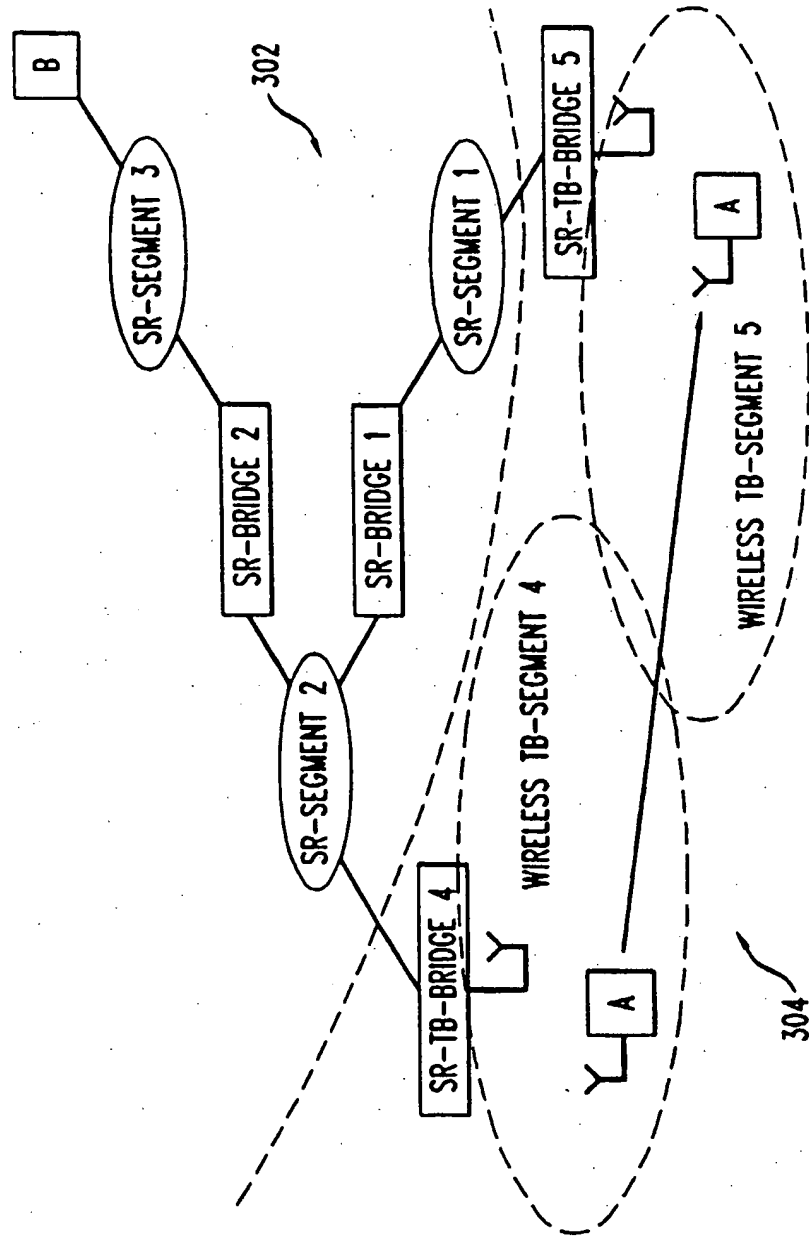 B
SR-SEGMENT 3
302
SR-BRIDGE 2
SR-SEGMENT 1
SR-BRIDGE 1
SR-SEGMENT 2
SR-TB-BRIDGE 5
SR-TB-BRIDGE 4
WIRELESS TB-SEGMENT 4
A
WIRELESS TB-SEGMENT 5
A
304